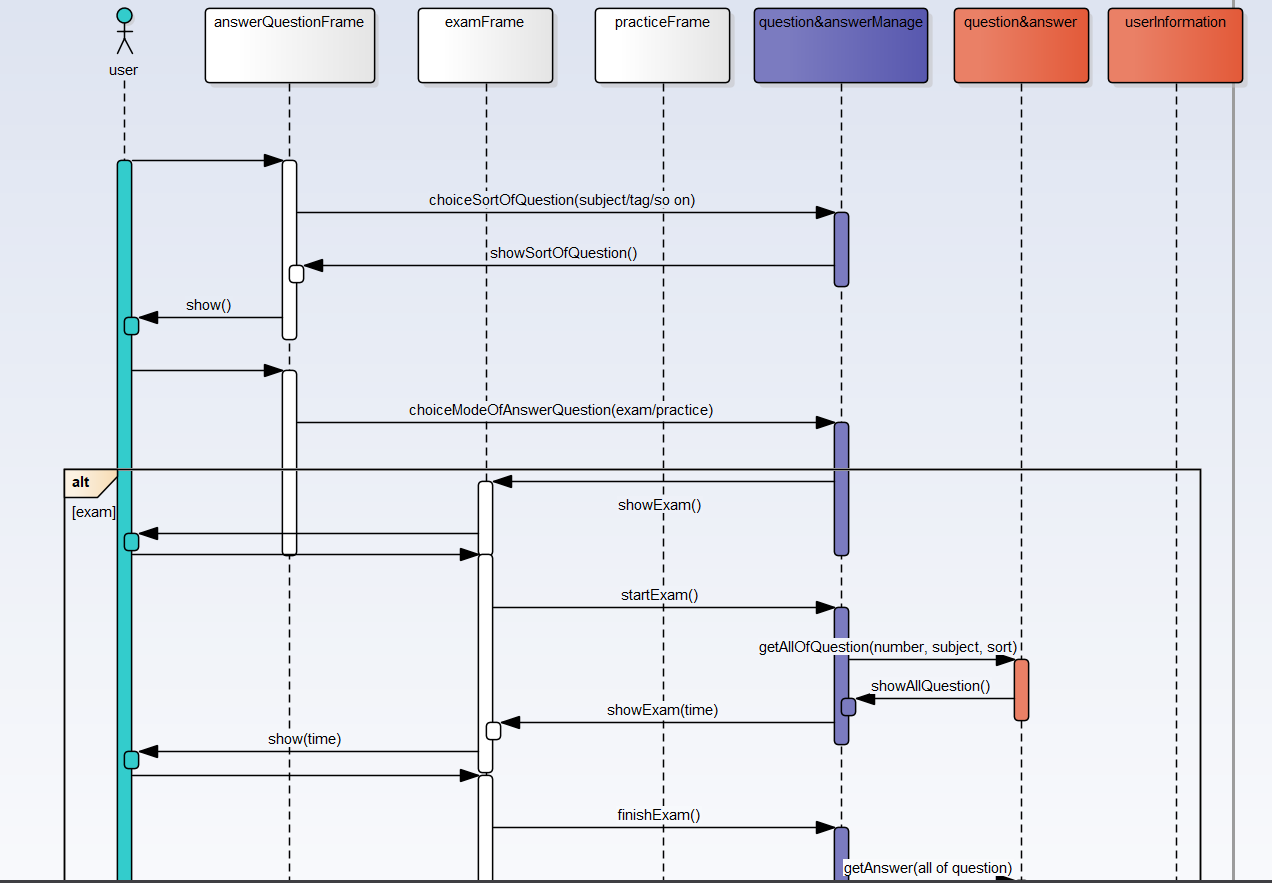 answerQuestionFrame
examFrame
practiceFrame
question&answerManage
question&answer
userInformation
user
choiceSortOfQuestion(subject/tag/so on)
showSortOfQuestion()
show()
choiceModeOfAnswerQuestion(exam/practice)
alt
showExam()
[exam]
startExam()
getAllOfQuestion(number, subject, sort)
showAllQuestion()
showExam(time)
show(time)
finishExam()
getAnswer(all of question)